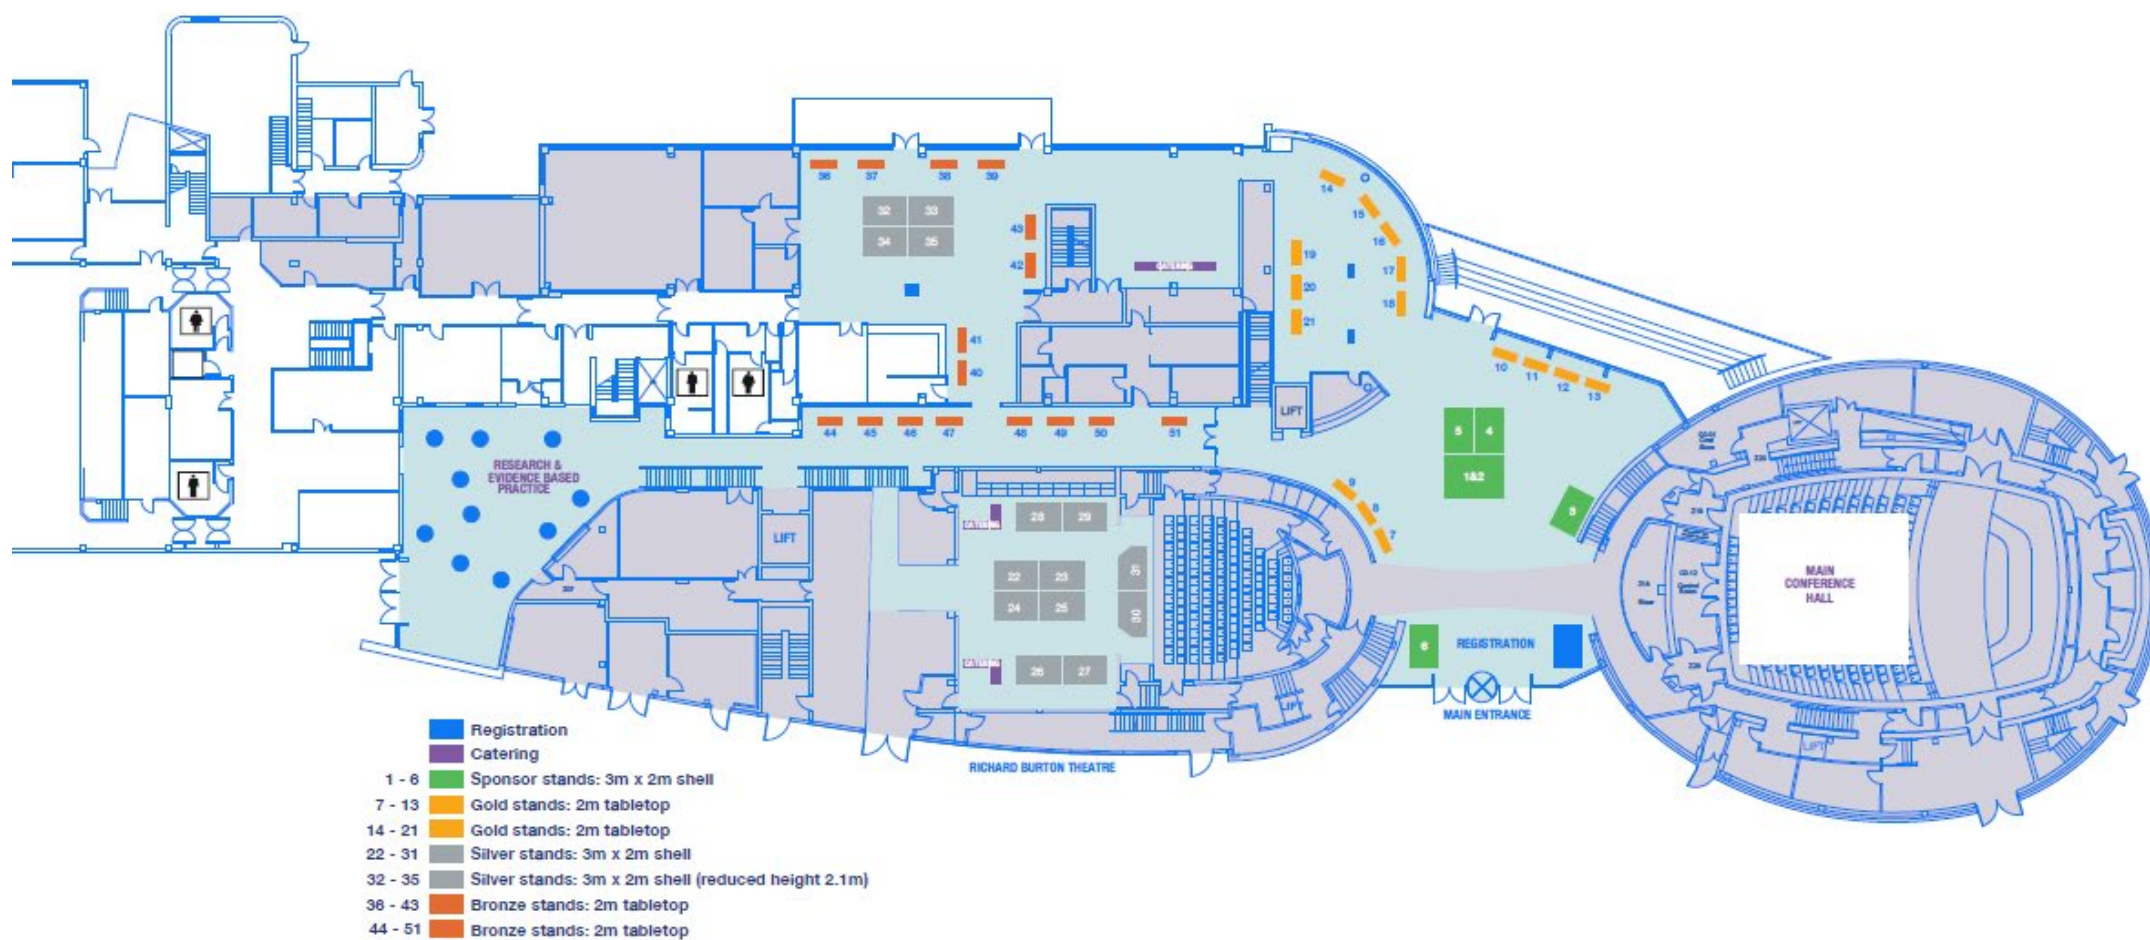 36
37
38
39
14
15
16
17
18
19
20
21
32
33
34
35
43
42
CATERING
41
40
10
11
12
13
LIFT
44
45
46
47
48
49
50
51
5
4
1&2
3
RESEARCH &
EVIDENCE BASED
PRACTICE
9
8
7
CATERING
28
29
LIFT
22
23
24
25
31
30
MAIN
CONFERENCE
HALL
CATERING
26
27
6
REGISTRATION
LIFT
MAIN ENTRANCE
LIFT
RICHARD BURTON THEATRE
Registration
Catering
1 - 6 Sponsor stands: 3m x 2m shell
7 - 13 Gold stands: 2m tabletop
14 - 21 Gold stands: 2m tabletop
22 - 31 Silver stands: 3m x 2m shell
32 - 35 Silver stands: 3m x 2m shell (reduced height 2.1m)
36 - 43 Bronze stands: 2m tabletop
44 - 51 Bronze stands: 2m tabletop